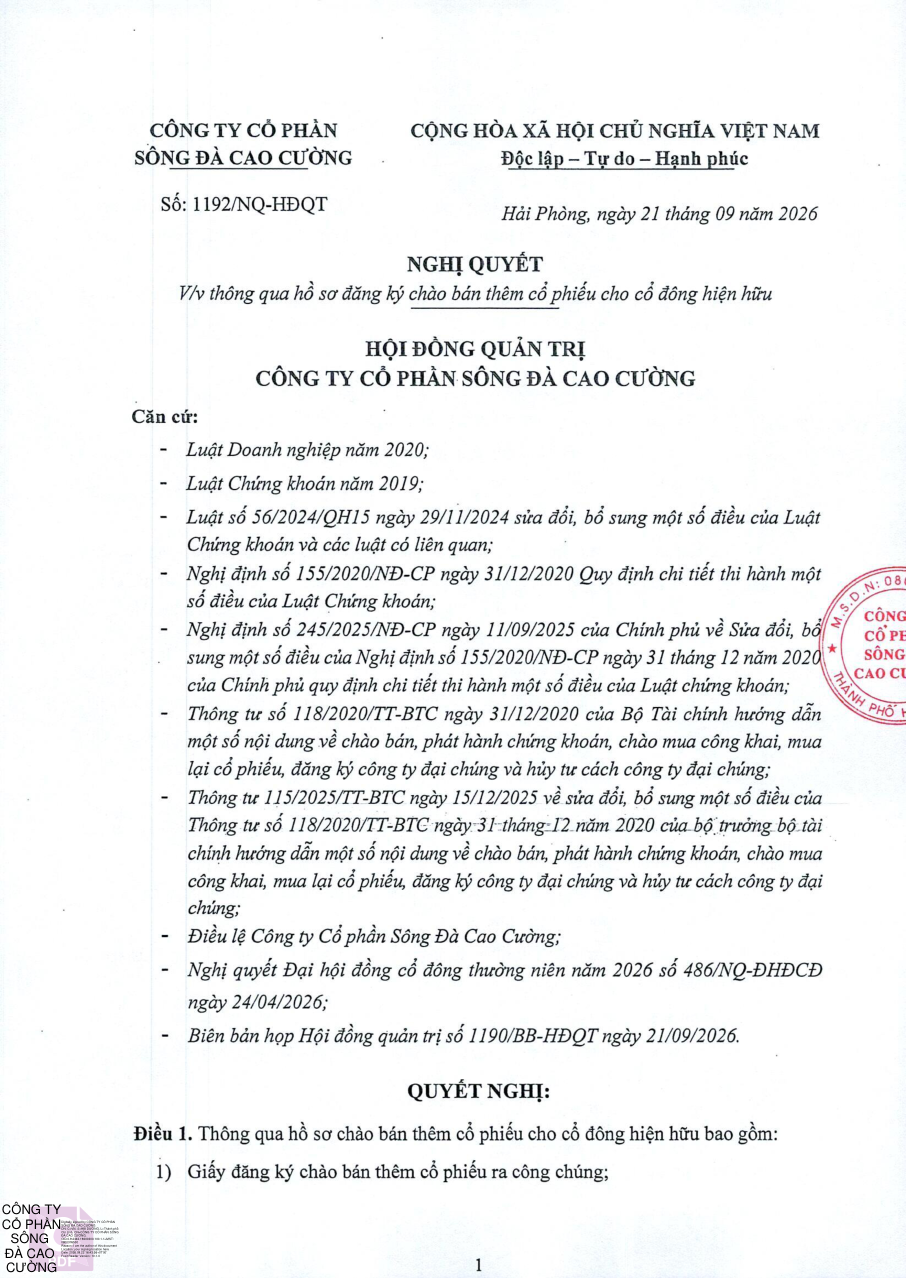 CÔNG TY CỔ PHẦN
SÔNG ĐÀ CAO CƯỜNG
CỘNG HÒA XÃ HỘI CHỦ NGHĨA VIỆT NAM
Độc lập – Tự do – Hạnh phúc
Số: 1192/NQ-HĐQT
Hải Phòng, ngày 21 tháng 09 năm 2026
NGHỊ QUYẾT
V/v thông qua hồ sơ đăng ký chào bán thêm cổ phiếu cho cổ đông hiện hữu
HỘI ĐỒNG QUẢN TRỊ
CÔNG TY CỔ PHẦN SÔNG ĐÀ CAO CƯỜNG
Căn cứ:
- Luật Doanh nghiệp năm 2020;
- Luật Chứng khoán năm 2019;
- Luật số 56/2024/QH15 ngày 29/11/2024 sửa đổi, bổ sung một số điều của Luật
Chứng khoán và các luật có liên quan;
- Nghị định số 155/2020/NĐ-CP ngày 31/12/2020 Quy định chi tiết thi hành một
số điều của Luật Chứng khoán;
- Nghị định số 245/2025/NĐ-CP ngày 11/09/2025 của Chính phủ về Sửa đổi, bổ
sung một số điều của Nghị định số 155/2020/NĐ-CP ngày 31 tháng 12 năm 2020
của Chính phủ quy định chi tiết thi hành một số điều của Luật chứng khoán;
- Thông tư số 118/2020/TT-BTC ngày 31/12/2020 của Bộ Tài chính hướng dẫn
một số nội dung về chào bán, phát hành chứng khoán, chào mua công khai, mua
lại cổ phiếu, đăng ký công ty đại chúng và hủy tư cách công ty đại chúng;
- Thông tư 115/2025/TT-BTC ngày 15/12/2025 về sửa đổi, bổ sung một số điều của
Thông tư số 118/2020/TT-BTC ngày 31 tháng 12 năm 2020 của bộ trưởng bộ tài
chính hướng dẫn một số nội dung về chào bán, phát hành chứng khoán, chào mua
công khai, mua lại cổ phiếu, đăng ký công ty đại chúng và hủy tư cách công ty đại
chúng;
- Điều lệ Công ty Cổ phần Sông Đà Cao Cường;
- Nghị quyết Đại hội đồng cổ đông thường niên năm 2026 số 486/NQ-ĐHĐCĐ
ngày 24/04/2026;
- Biên bản họp Hội đồng quản trị số 1190/BB-HĐQT ngày 21/09/2026.
M.S.D.N: 080
CÔNG
CỔ PH
SÔNG
CAO CƯ
THÀNH PHỐ H
QUYẾT NGHỊ:
Điều 1. Thông qua hồ sơ chào bán thêm cổ phiếu cho cổ đông hiện hữu bao gồm:
1) Giấy đăng ký chào bán thêm cổ phiếu ra công chúng;
CÔNG TY
CỔ PHẦN
SÔNG
ĐÀ CAO
CƯỜNG
1